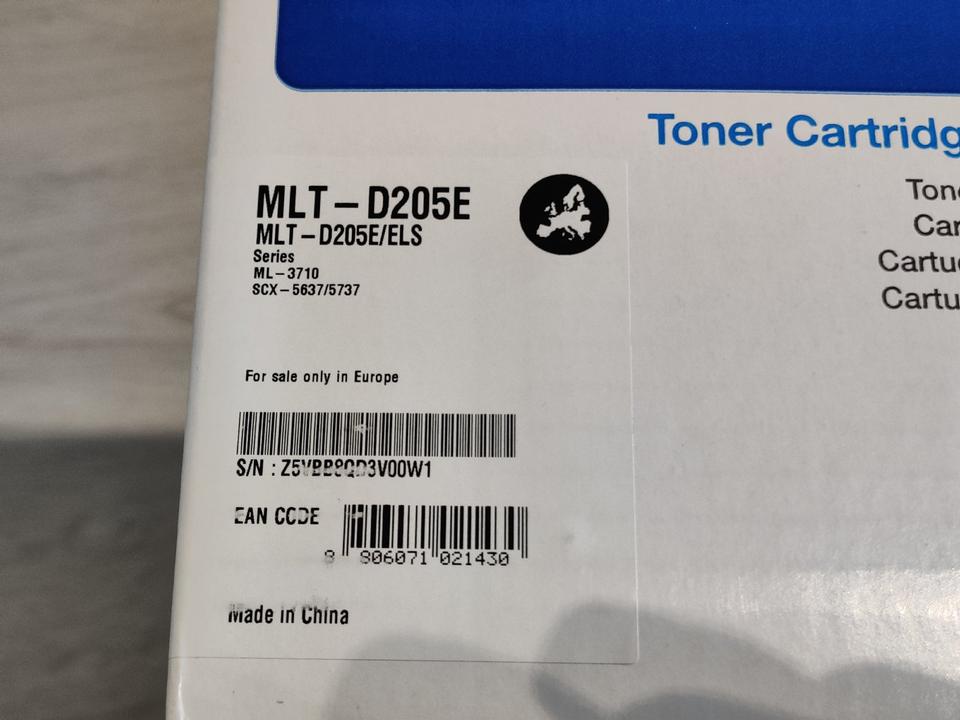 Toner Cartridg
MLT-D205E
MLT-D205E/ELS
Series
ML-3710
SCX-5637/5737
Tone
Car
Cartuc
Cartu
For sale only in Europe
S/N :
EAN CODE
8 806071 021430
Made in China